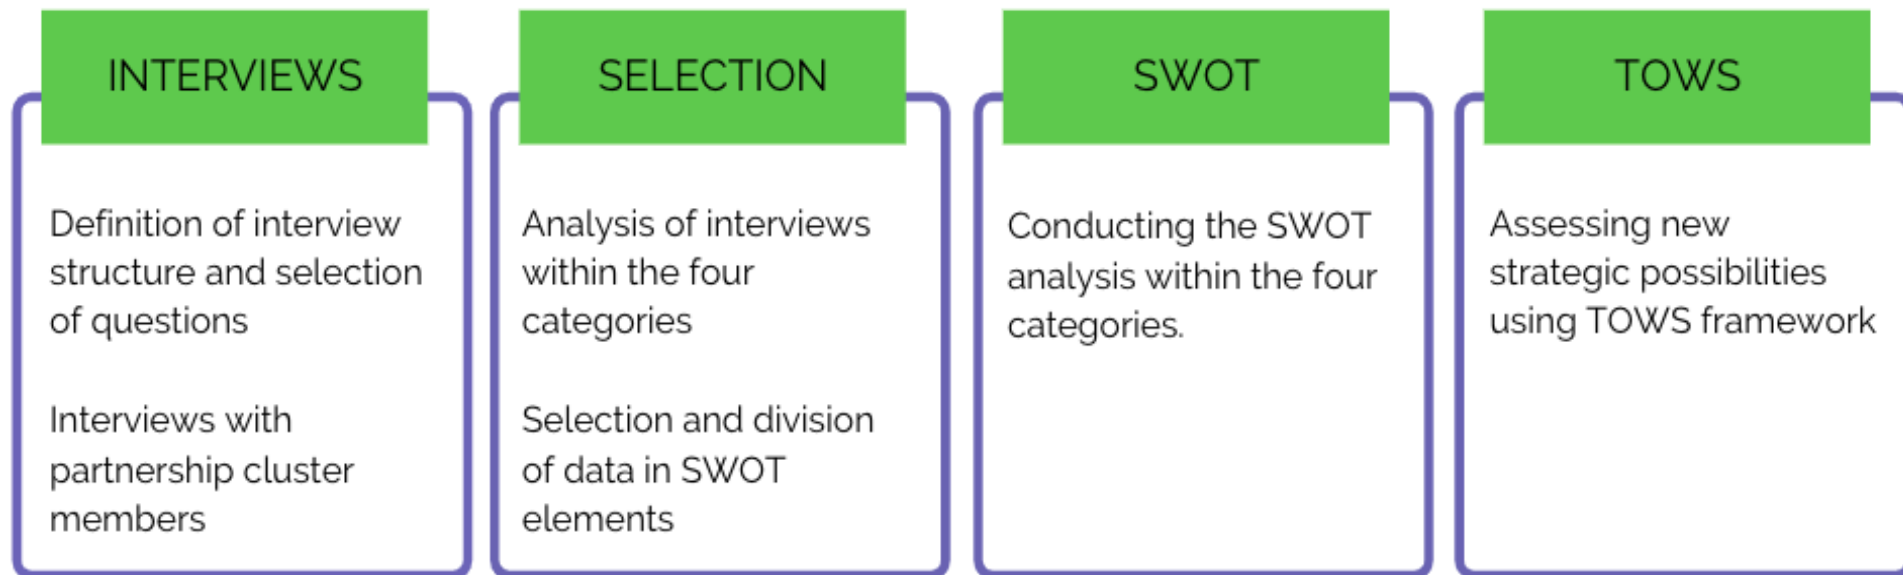 INTERVIEWS
Definition of interview
structure and selection
of questions
Interviews with
partnership cluster
members
SELECTION
Analysis of interviews
within the four
categories
Selection and division
of data in SWOT
elements
SWOT
Conducting the SWOT
analysis within the four
categories.
TOWS
Assessing new
strategic possibilities
using TOWS framework